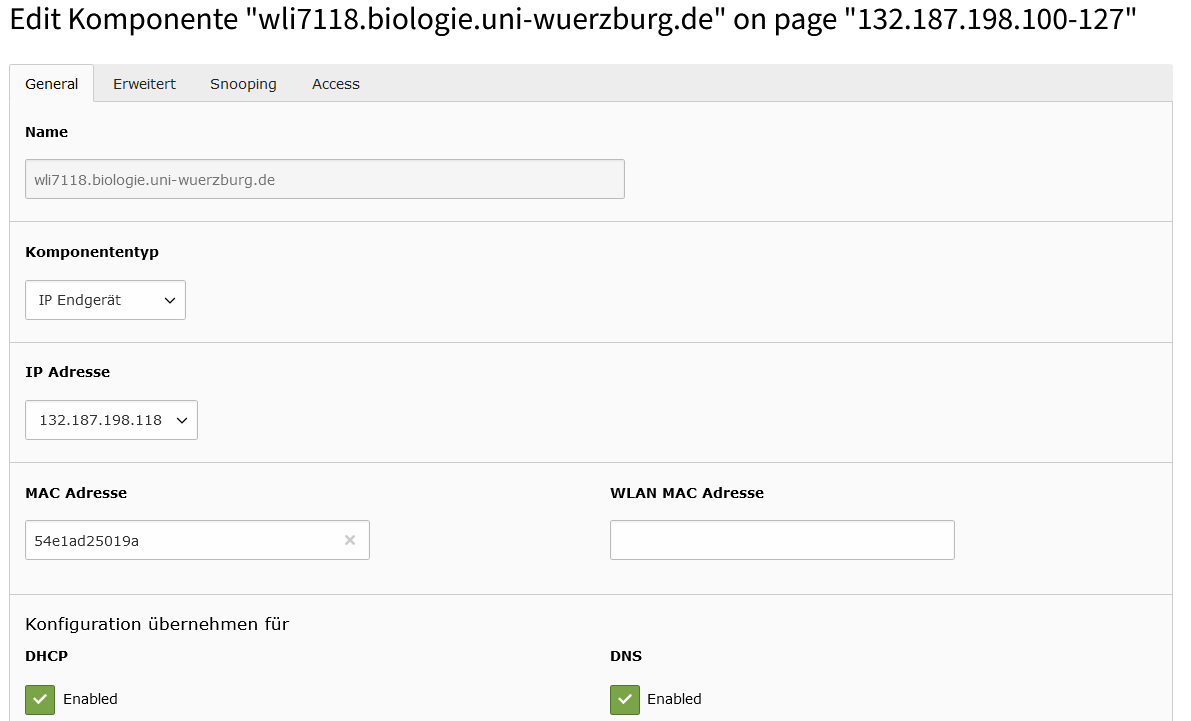 Edit Komponente "wli7118.biologie.uni-wuerzburg.de" on page "132.187.198.100-127"
General Erweitert Snooping Access
Name
wli7118.biologie.uni-wuerzburg.de
Komponententyp
IP Endgerät
IP Adresse
132.187.198.118
MAC Adresse WLAN MAC Adresse
54e1ad25019a
Konfiguration übernehmen für
DHCP DNS
Enabled Enabled